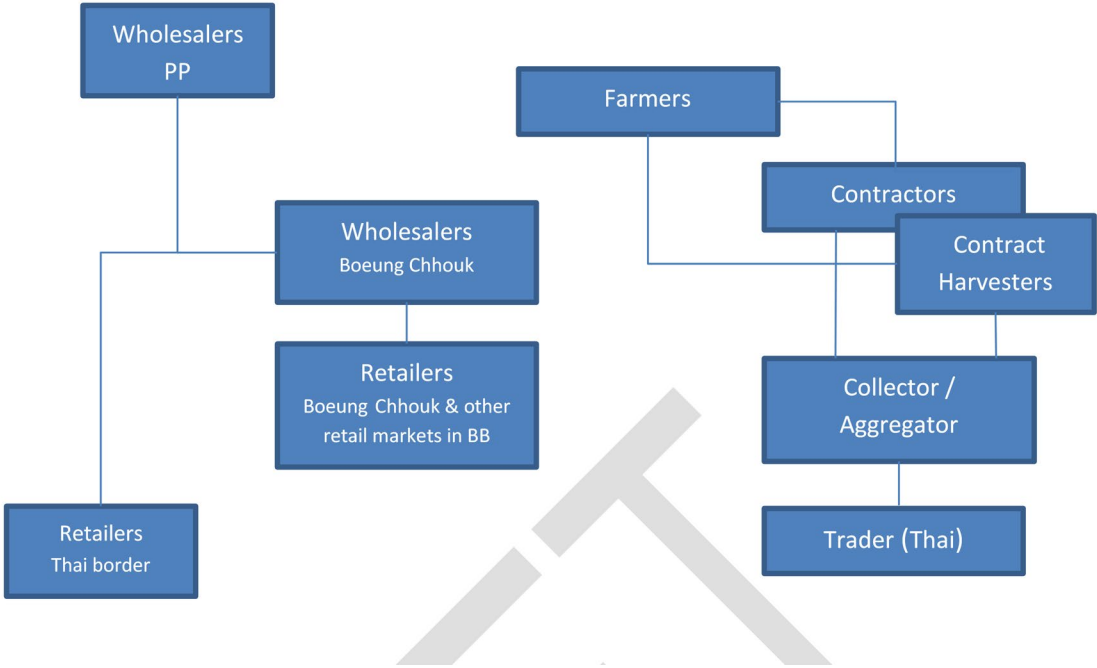 Wholesalers
PP
Farmers
Contractors
Contract
Harvesters
Wholesalers
Boeung Chhouk
Retailers
Boeung Chhouk & other
retail markets in BB
Collector /
Aggregator
Retailers
Thai border
Trader (Thai)